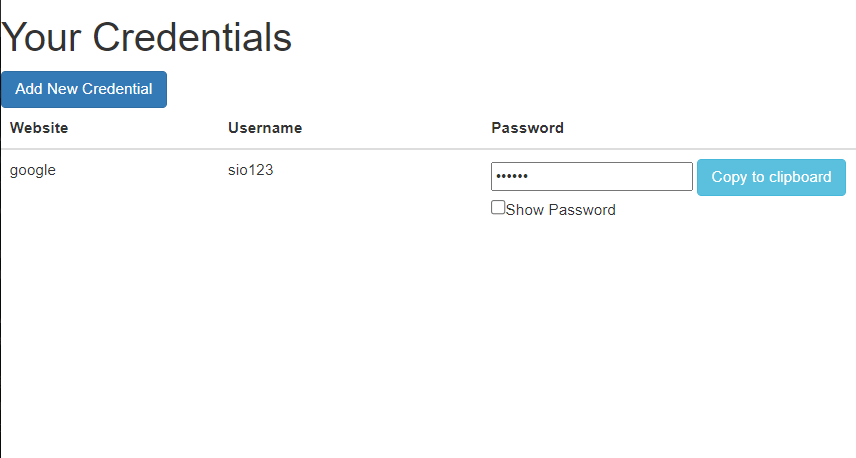 Your Credentials
Add New Credential
Website Username Password
google sio123 •••••• Copy to clipboard
Show Password